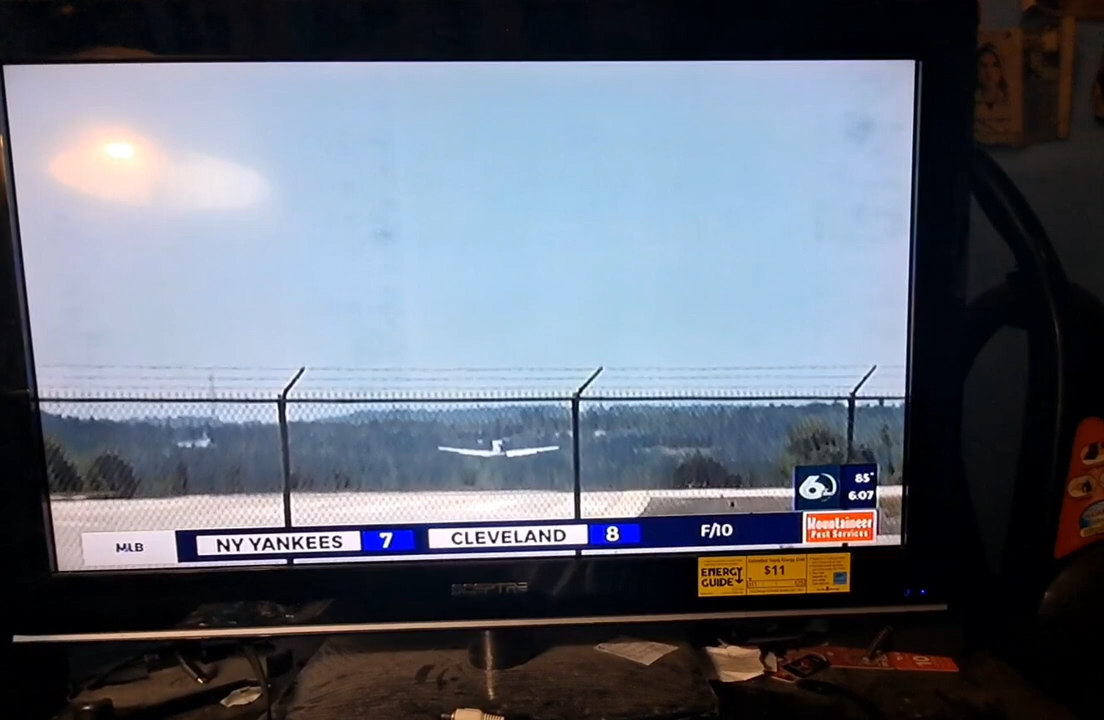 6
85°
6:07
MLB
NY YANKEES 7 CLEVELAND 8 F/10
Mountaineer
Pest Services
SCEPTRE
ENERGY
GUIDE
$11